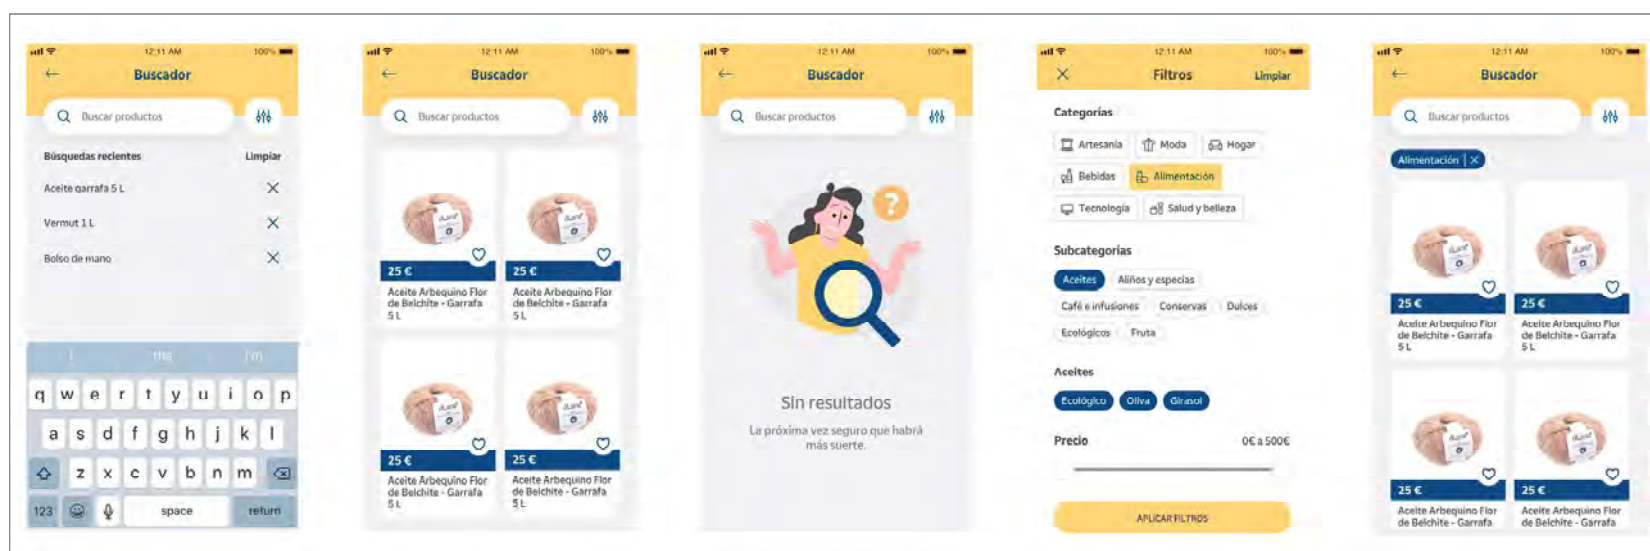 12:11 AM 100%
Buscador
Buscar productos
Búsquedas recientes Limpiar
Aceite garrafa 5 L
Vermut 1 L
Bolso de mano
I the I'm
q w e r t y u i o p
a s d f g h j k l
z x c v b n m
123 space return
12:11 AM 100%
Buscador
Buscar productos
25 € 25 €
Aceite Arbequino Flor Aceite Arbequino Flor
de Belchite - Garrafa de Belchite - Garrafa
5 L 5 L
25 € 25 €
Aceite Arbequino Flor Aceite Arbequino Flor
de Belchite - Garrafa de Belchite - Garrafa
5 L 5 L
12:11 AM 100%
Buscador
Buscar productos
?
Sin resultados
La próxima vez seguro que habrá
más suerte.
12:11 AM 100%
Filtros Limpiar
Categorías
Artesanía Moda Hogar
Bebidas Alimentación
Tecnología Salud y belleza
Subcategorías
Aceites Aliños y especias
Café e infusiones Conservas Dulces
Ecológicos Fruta
Aceites
Ecológico Oliva Girasol
Precio 0€ a 500€
APLICAR FILTROS
12:11 AM 100%
Buscador
Buscar productos
Alimentación
25 € 25 €
Aceite Arbequino Flor Aceite Arbequino Flor
de Belchite - Garrafa de Belchite - Garrafa
5 L 5 L
25 € 25 €
Aceite Arbequino Flor Aceite Arbequino Flor
de Belchite - Garrafa de Belchite - Garrafa